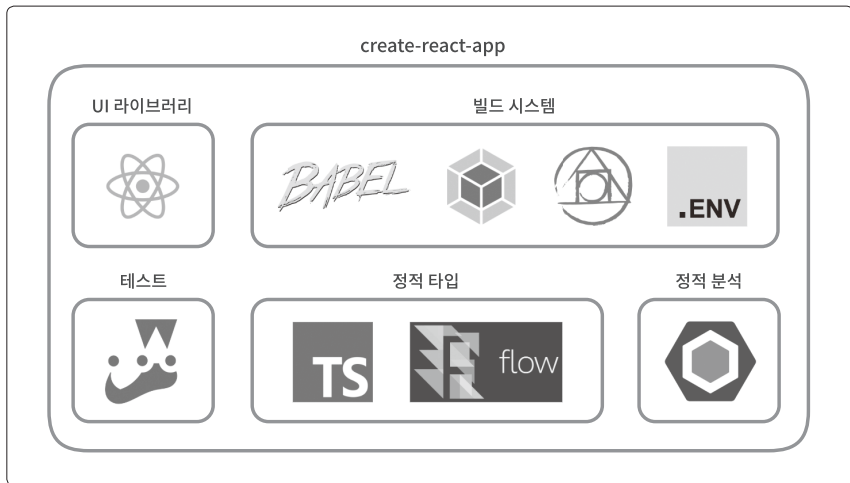 create-react-app
UI 라이브러리
빌드 시스템
BABEL
.ENV
테스트
정적 타입
정적 분석
TS
flow